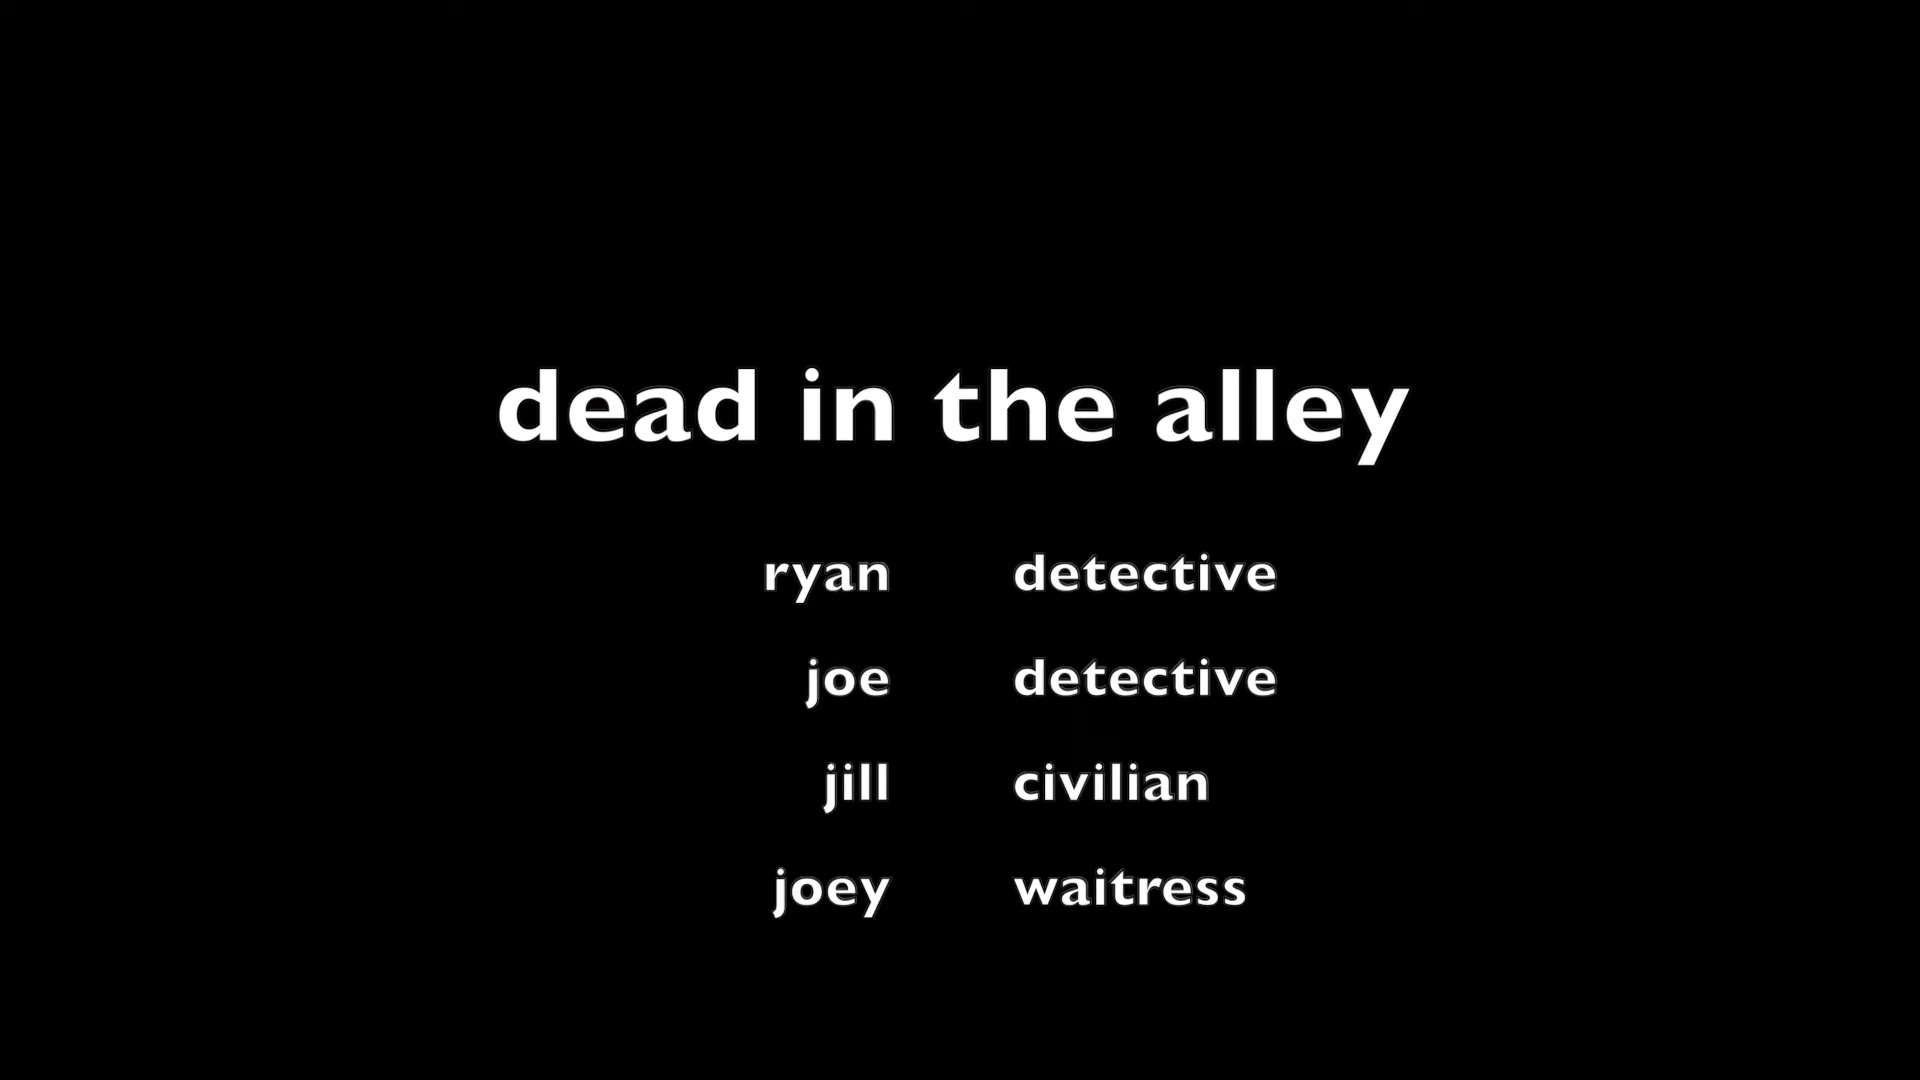 dead in the alley
ryan detective
joe detective
jill civilian
joey waitress